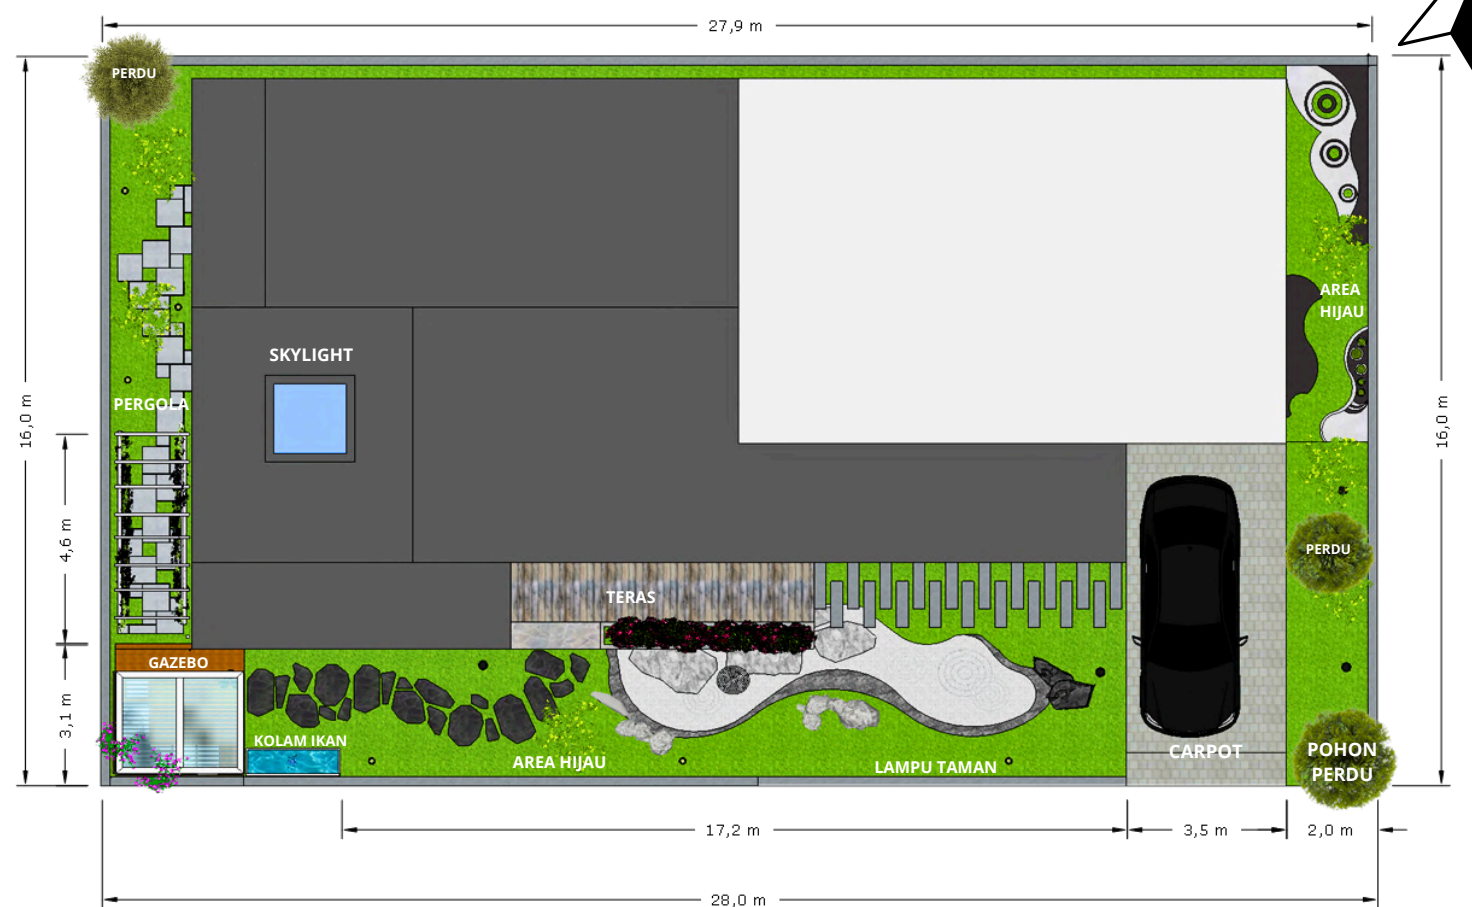 27,9 m
PERDU
SKYLIGHT
AREA
HIJAU
PERGOLA
16,0 m
16,0 m
4,6 m
PERDU
TERAS
GAZEBO
3,1 m
KOLAM IKAN
AREA HIJAU
LAMPU TAMAN
CARPOT
POHON
PERDU
17,2 m
3,5 m
2,0 m
28,0 m